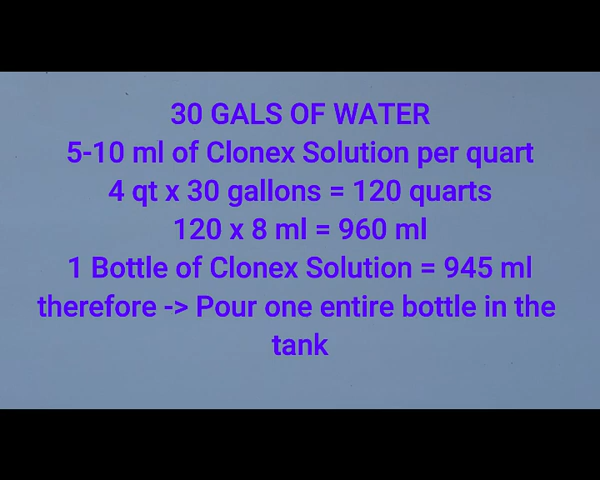 30 GALS OF WATER
5-10 ml of Clonex Solution per quart
4 qt x 30 gallons = 120 quarts
120 x 8 ml = 960 ml
1 Bottle of Clonex Solution = 945 ml
therefore -> Pour one entire bottle in the
tank